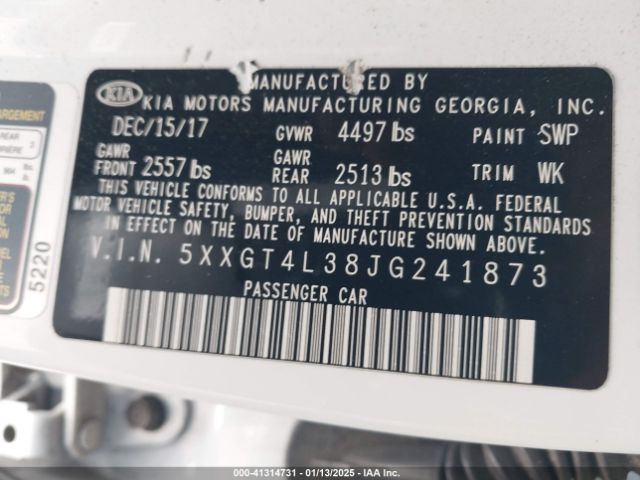 MANUFACTURED BY
KIA KIA MOTORS MANUFACTURING GEORGIA, INC.
DEC/15/17 GVWR 4497 lbs PAINT SWP
GAWR FRONT 2557 lbs GAWR REAR 2513 lbs TRIM WK
THIS VEHICLE CONFORMS TO ALL APPLICABLE U.S.A. FEDERAL
MOTOR VEHICLE SAFETY, BUMPER, AND THEFT PREVENTION STANDARDS
IN EFFECT ON THE DATE OF MANUFACTURE SHOWN ABOVE.
V.I.N. 5XXGT4L38JG241873
PASSENGER CAR
5220
ARGEMENT
REAR
000-41314731 - 01/13/2025 - IAA Inc.